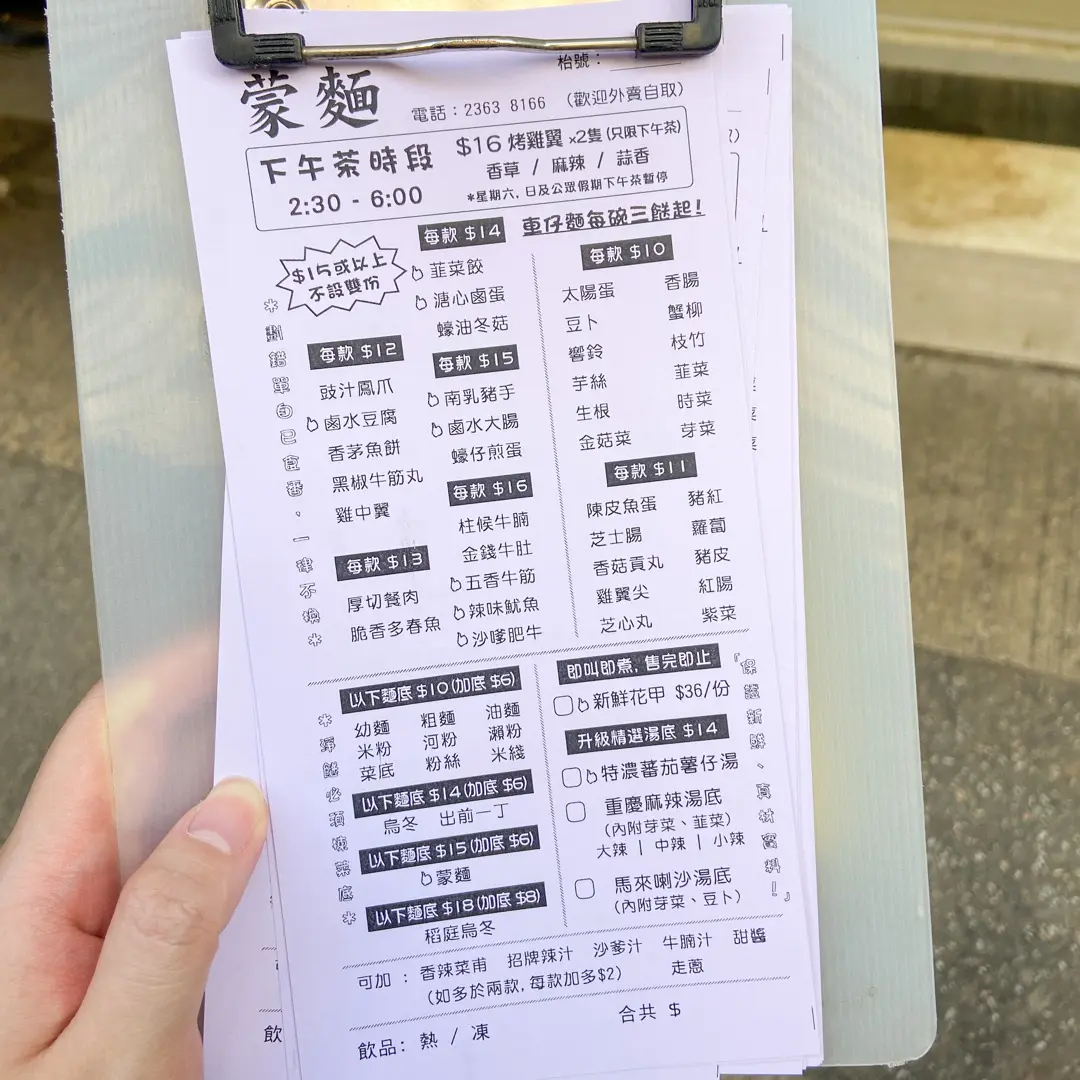 枱號：
蒙麵
電話：2363 8166 （歡迎外賣自取）
下午茶時段
2:30 - 6:00
$16 烤雞翼 x2隻 (只限下午茶)
香草 / 麻辣 / 蒜香
*星期六, 日及公眾假期下午茶暫停
車仔麵每碗三餸起!
$15或以上
不設雙份
*劃錯單自己食番，一律不換*
每款 $12
豉汁鳳爪
鹵水豆腐
香茅魚餅
黑椒牛筋丸
雞中翼
每款 $13
厚切餐肉
脆香多春魚
每款 $14
韮菜餃
溏心鹵蛋
蠔油冬菇
每款 $15
南乳豬手
鹵水大腸
蠔仔煎蛋
每款 $16
柱候牛腩
金錢牛肚
五香牛筋
辣味魷魚
沙嗲肥牛
每款 $10
太陽蛋 香腸
豆卜 蟹柳
響鈴 枝竹
芋絲 韮菜
生根 時菜
金菇菜 芽菜
每款 $11
陳皮魚蛋 豬紅
芝士腸 蘿蔔
香菇貢丸 豬皮
雞翼尖 紅腸
芝心丸 紫菜
*淨餸必須揀菜底*
以下麵底 $10(加底 $6)
幼麵 粗麵 油麵
米粉 河粉 瀨粉
菜底 粉絲 米綫
以下麵底 $14(加底 $6)
烏冬 出前一丁
以下麵底 $15(加底 $6)
蒙麵
以下麵底 $18(加底 $8)
稻庭烏冬
即叫即煮, 售完即止
新鮮花甲 $36/份
升級精選湯底 $14
特濃蕃茄薯仔湯
重慶麻辣湯底
(內附芽菜、韮菜)
大辣 | 中辣 | 小辣
馬來喇沙湯底
(內附芽菜、豆卜)
「保證新鮮、真材實料!」
可加 : 香辣菜甫 招牌辣汁 沙爹汁 牛腩汁 甜醬
(如多於兩款, 每款加多$2) 走蔥
合共 $
飲品: 熱 / 凍
飲